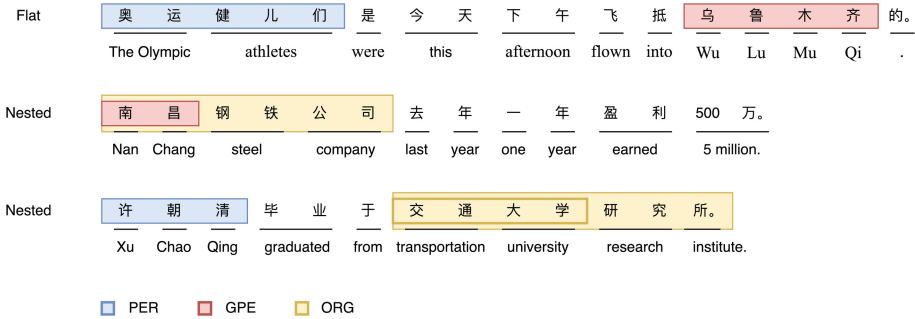 Flat 奥运健儿们是今天下午飞抵乌鲁木齐的。
The Olympic athletes were this afternoon flown into Wu Lu Mu Qi .
Nested 南昌钢铁公司去年一年盈利500万。
Nan Chang steel company last year one year earned 5 million.
Nested 许朝清毕业于交通大学研究所。
Xu Chao Qing graduated from transportation university research institute.
PER GPE ORG